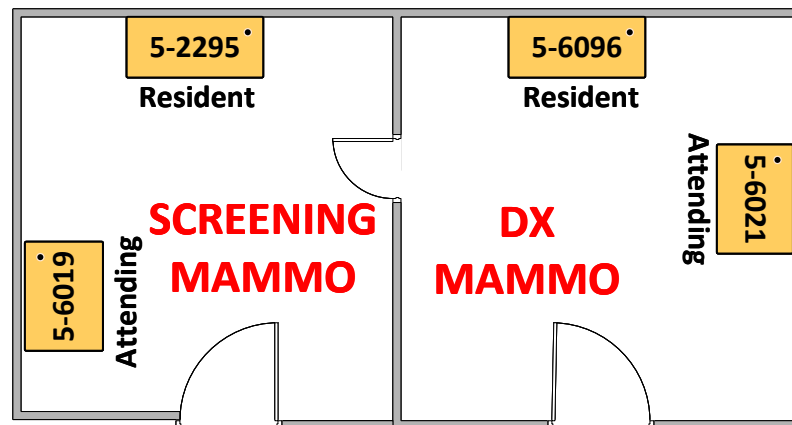 5-2295
Resident
SCREENING
MAMMO
5-6019
Attending
5-6096
Resident
DX
MAMMO
5-6021
Attending